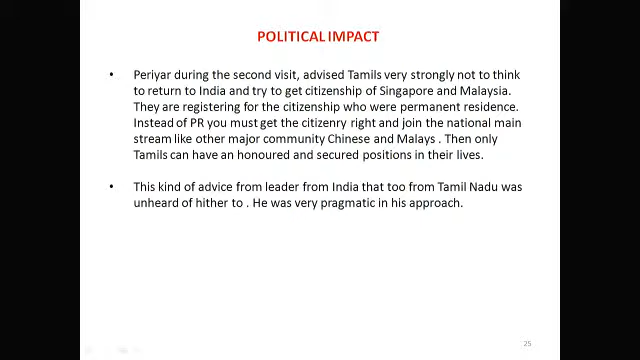 POLITICAL IMPACT
• Periyar during the second visit, advised Tamils very strongly not to think
to return to India and try to get citizenship of Singapore and Malaysia.
They are registering for the citizenship who were permanent residence.
Instead of PR you must get the citizenry right and join the national main
stream like other major community Chinese and Malays . Then only
Tamils can have an honoured and secured positions in their lives.
• This kind of advice from leader from India that too from Tamil Nadu was
unheard of hither to . He was very pragmatic in his approach.
25